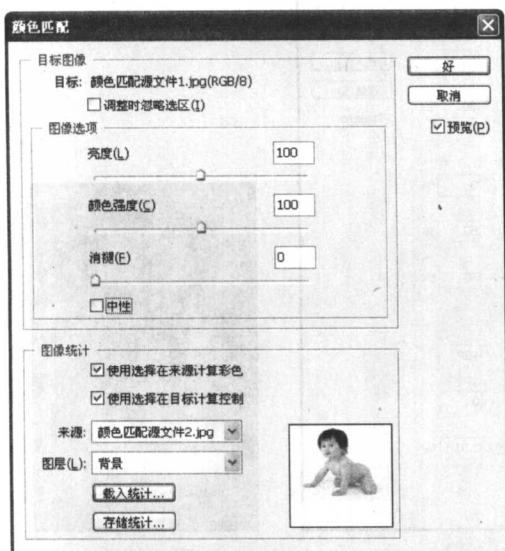 颜色匹配
目标图像
目标: 颜色匹配源文件1.jpg(RGB/8)
调整时忽略选区(I)
图像选项
亮度(L) 100
颜色强度(C) 100
消褪(F) 0
中性
图像统计
使用选择在来源计算彩色
使用选择在目标计算控制
来源: 颜色匹配源文件2.jpg
图层(L): 背景
载入统计...
存储统计...
好
取消
预览(P)